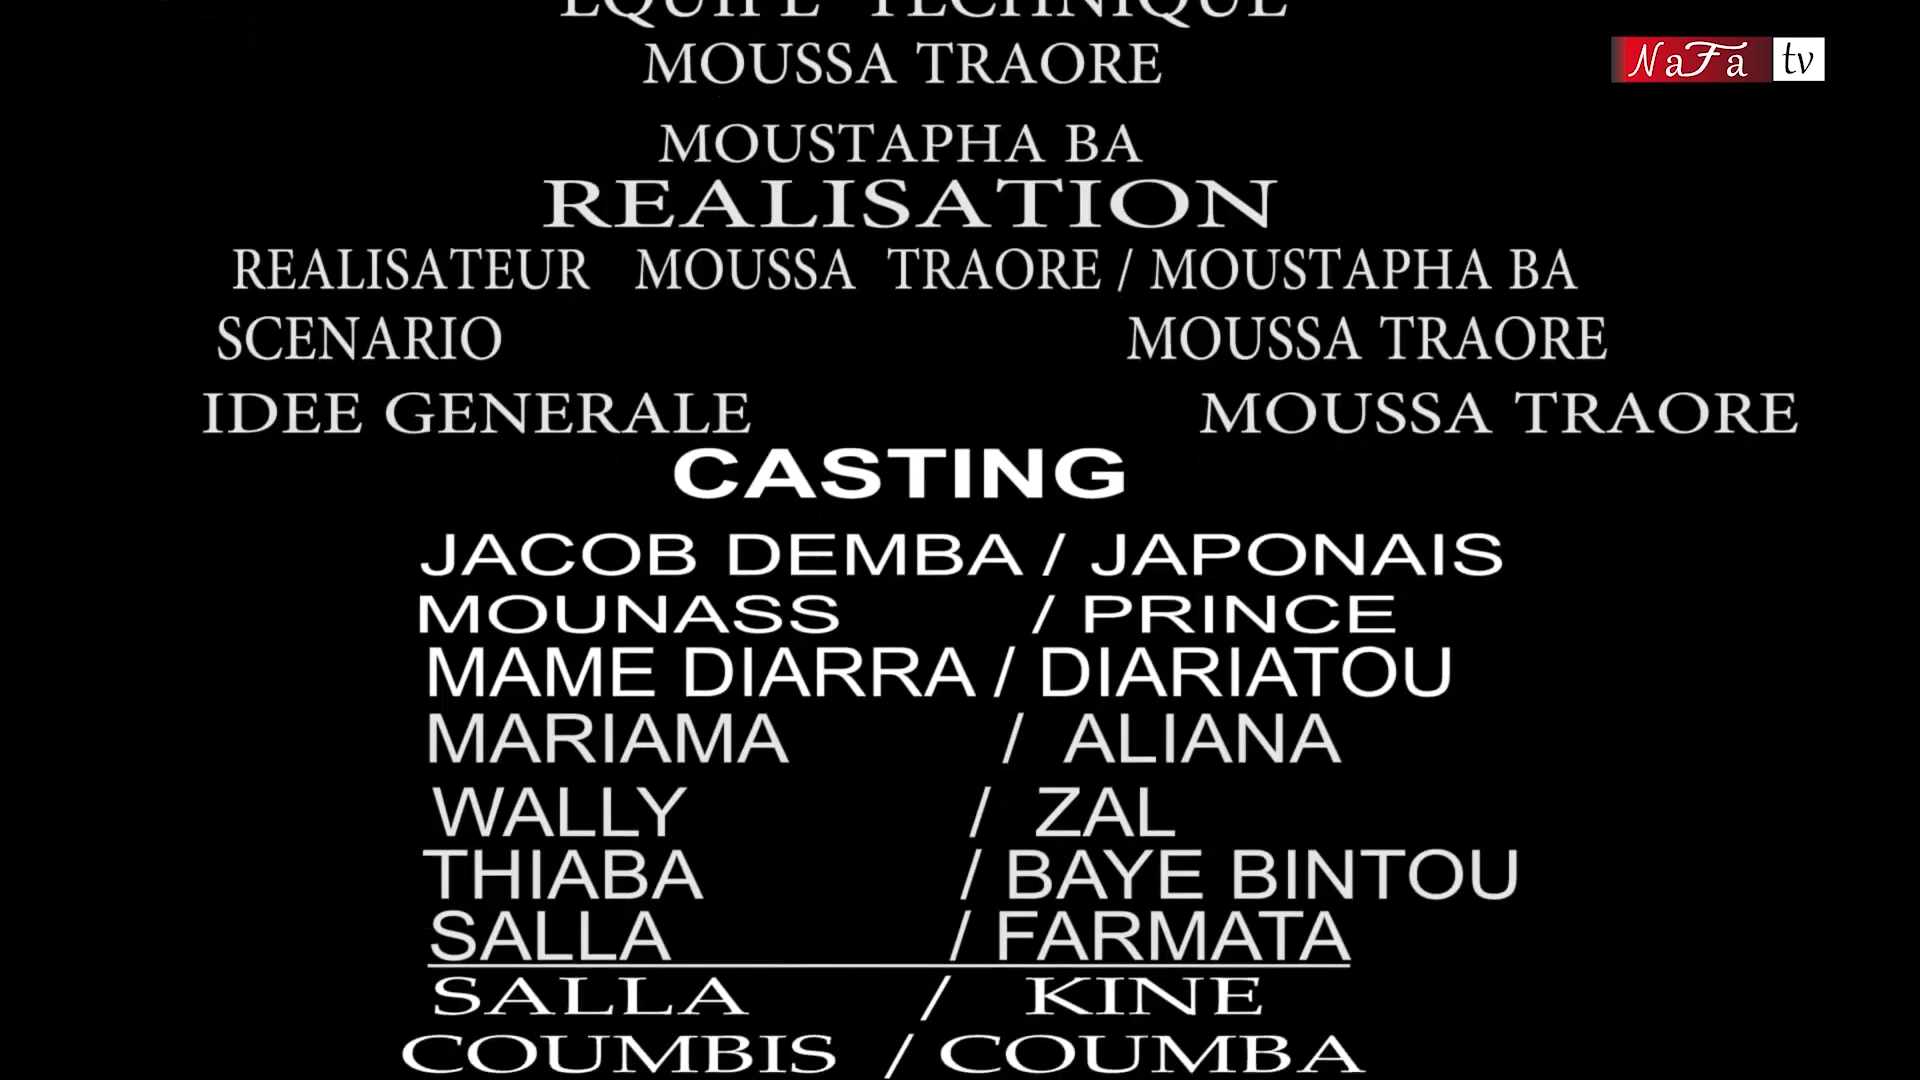 EQUIPE TECHNIQUE
MOUSSA TRAORE
NaFa tv
MOUSTAPHA BA
REALISATION
REALISATEUR MOUSSA TRAORE / MOUSTAPHA BA
SCENARIO MOUSSA TRAORE
IDEE GENERALE MOUSSA TRAORE
CASTING
JACOB DEMBA / JAPONAIS
MOUNASS / PRINCE
MAME DIARRA / DIARIATOU
MARIAMA / ALIANA
WALLY / ZAL
THIABA / BAYE BINTOU
SALLA / FARMATA
SALLA / KINE
COUMBIS / COUMBA